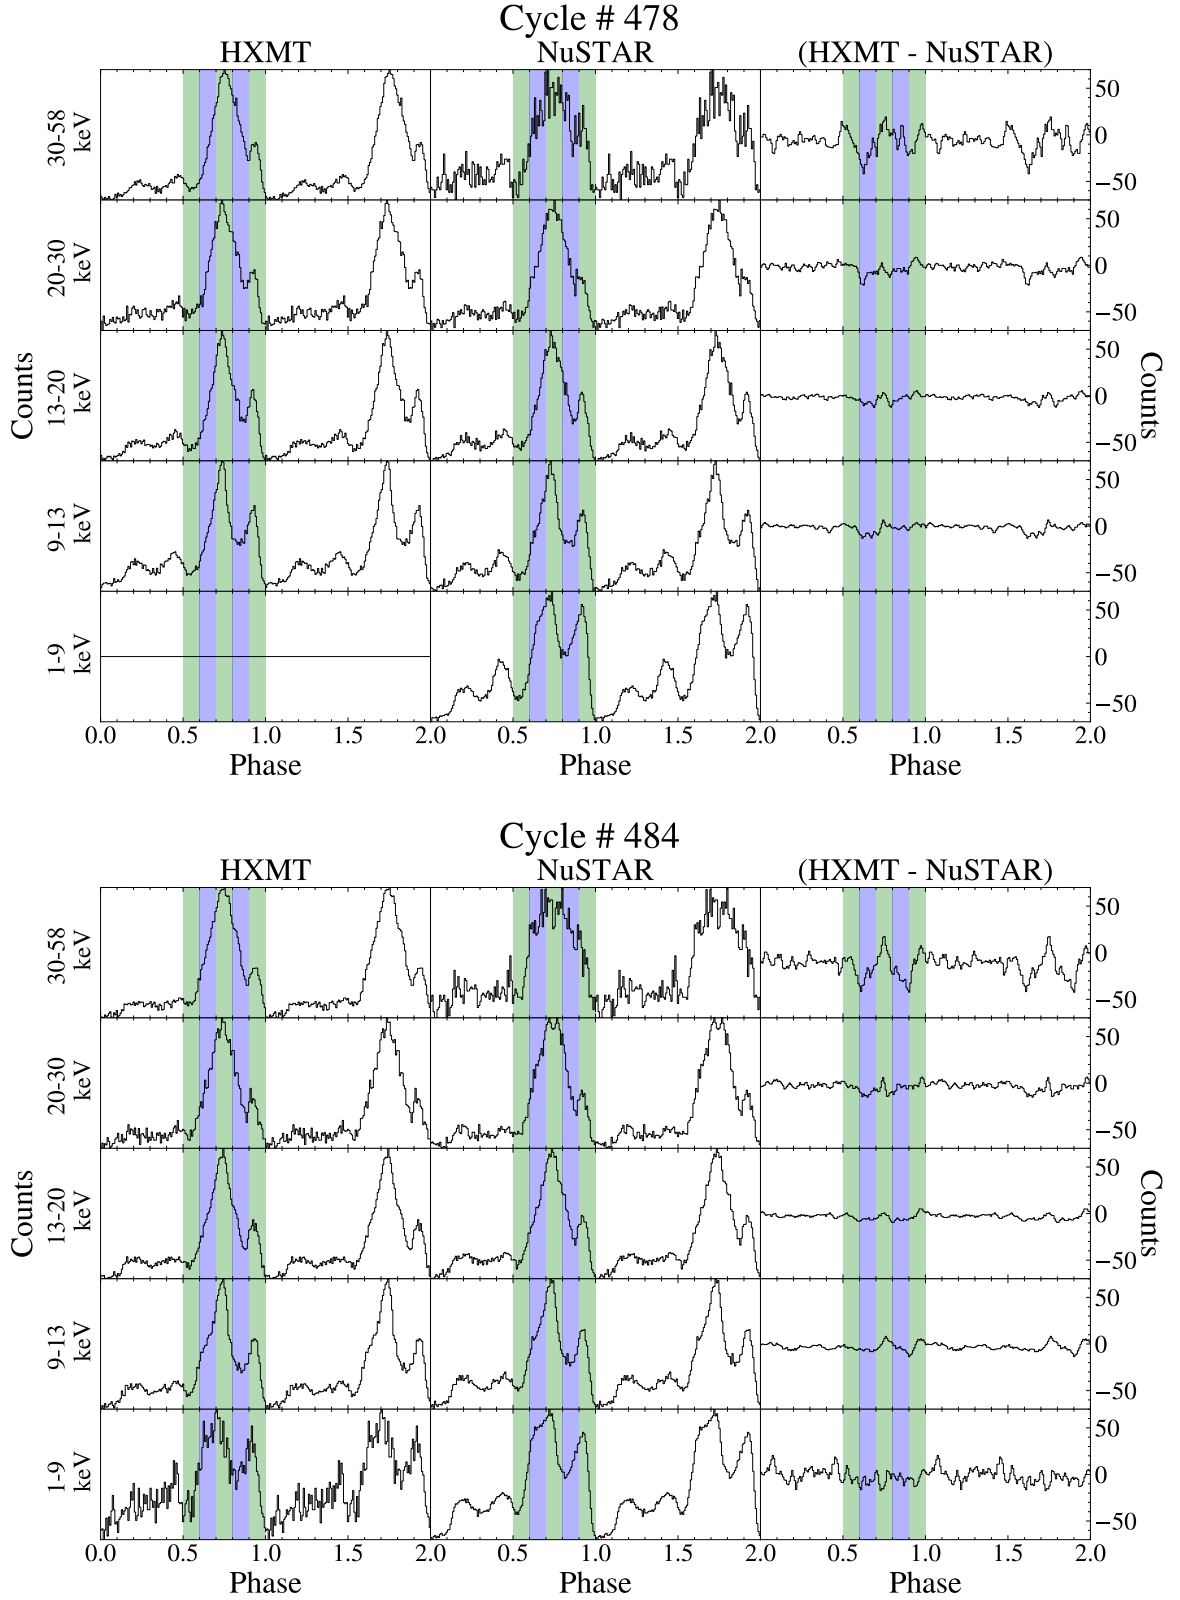 Cycle # 478
HXMT NuSTAR (HXMT - NuSTAR)
30-58 keV
50
0
−50
20-30 keV
50
0
−50
Counts
13-20 keV
50
0
−50
Counts
9-13 keV
50
0
−50
1-9 keV
50
0
−50
0.0 0.5 1.0 1.5 2.0 0.5 1.0 1.5 2.0 0.5 1.0 1.5 2.0
Phase Phase Phase
Cycle # 484
HXMT NuSTAR (HXMT - NuSTAR)
30-58 keV
50
0
−50
20-30 keV
50
0
−50
Counts
13-20 keV
50
0
−50
Counts
9-13 keV
50
0
−50
1-9 keV
50
0
−50
0.0 0.5 1.0 1.5 2.0 0.5 1.0 1.5 2.0 0.5 1.0 1.5 2.0
Phase Phase Phase